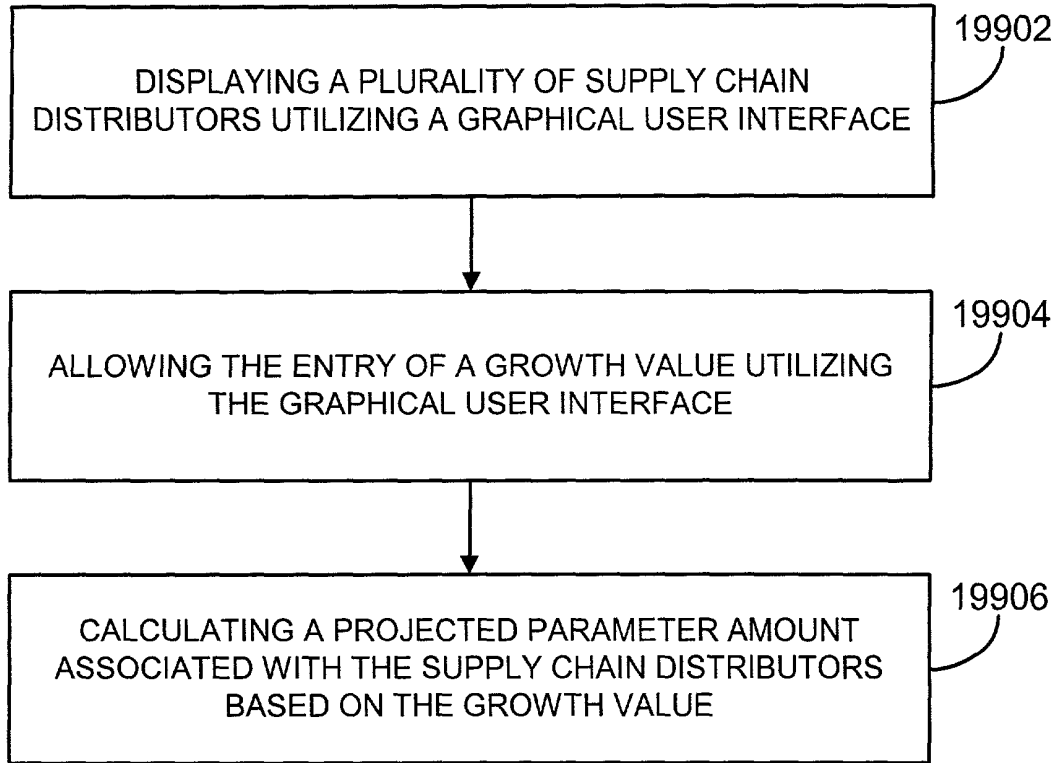 19902
DISPLAYING A PLURALITY OF SUPPLY CHAIN
DISTRIBUTORS UTILIZING A GRAPHICAL USER INTERFACE
19904
ALLOWING THE ENTRY OF A GROWTH VALUE UTILIZING
THE GRAPHICAL USER INTERFACE
19906
CALCULATING A PROJECTED PARAMETER AMOUNT
ASSOCIATED WITH THE SUPPLY CHAIN DISTRIBUTORS
BASED ON THE GROWTH VALUE